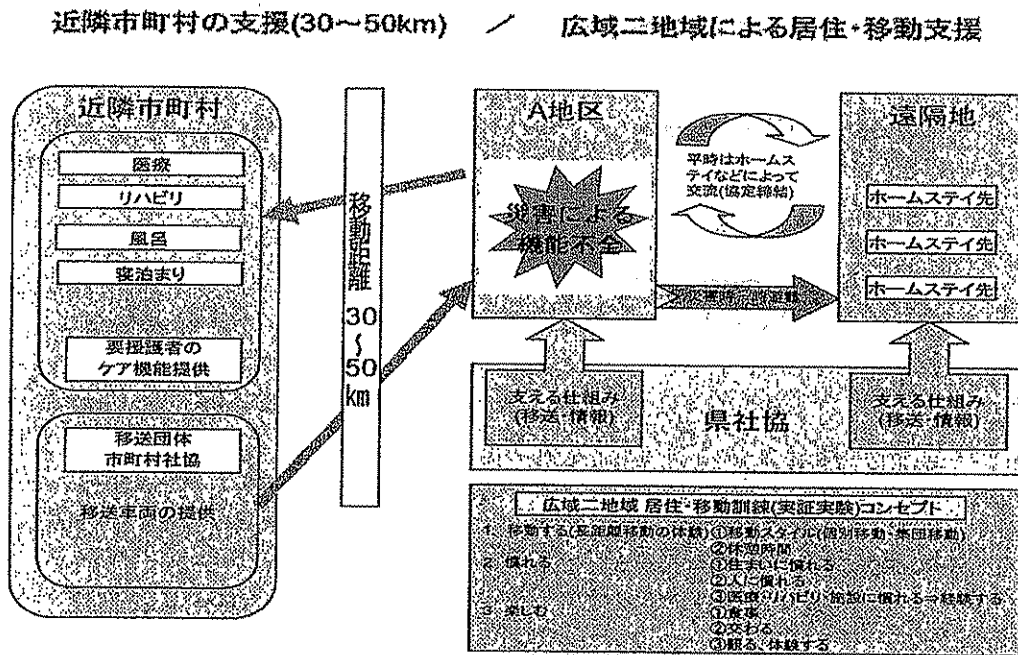 近隣市町村の支援(30～50km) / 広域二地域による居住・移動支援
近隣市町村
医療
リハビリ
風呂
寝泊まり
要援護者の
ケア機能提供
移送団体
市町村社協
移送車両の提供
移動距離 30～50km
A地区
災害による
機能不全
平時はホームス
テイなどによって
交流(協定締結)
遠隔地
ホームステイ先
ホームステイ先
ホームステイ先
支える仕組み
(移送・情報)
県社協
支える仕組み
(移送・情報)
広域二地域 居住・移動訓練(実証実験)コンセプト
1 移動する(長距離移動の体験) ①移動スタイル(個別移動・集団移動)
②休憩時間
2 慣れる ①住まいに慣れる
②人に慣れる
③医療・リハビリ・施設に慣れる⇒経験する
3 楽しむ ①食事
②交わる
③観る、体験する